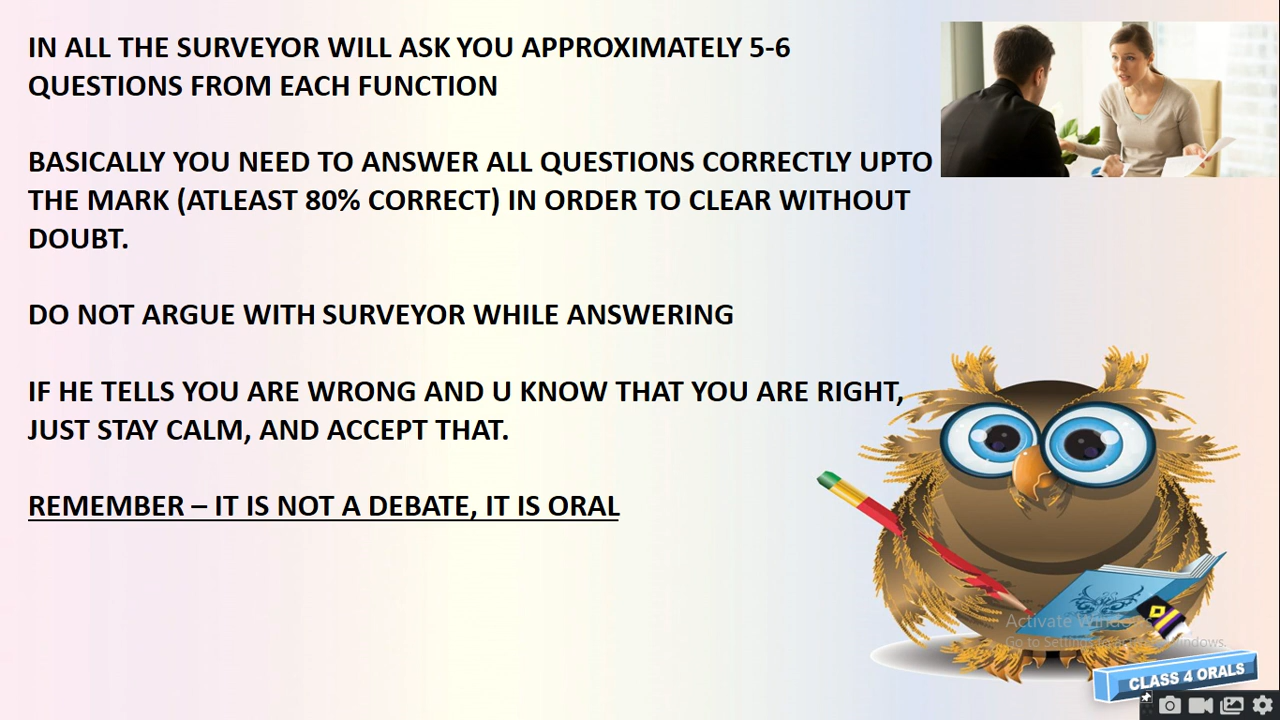 IN ALL THE SURVEYOR WILL ASK YOU APPROXIMATELY 5-6
QUESTIONS FROM EACH FUNCTION
BASICALLY YOU NEED TO ANSWER ALL QUESTIONS CORRECTLY UPTO
THE MARK (ATLEAST 80% CORRECT) IN ORDER TO CLEAR WITHOUT
DOUBT.
DO NOT ARGUE WITH SURVEYOR WHILE ANSWERING
IF HE TELLS YOU ARE WRONG AND U KNOW THAT YOU ARE RIGHT,
JUST STAY CALM, AND ACCEPT THAT.
REMEMBER – IT IS NOT A DEBATE, IT IS ORAL
Activate
Go to
CLASS 4 ORALS